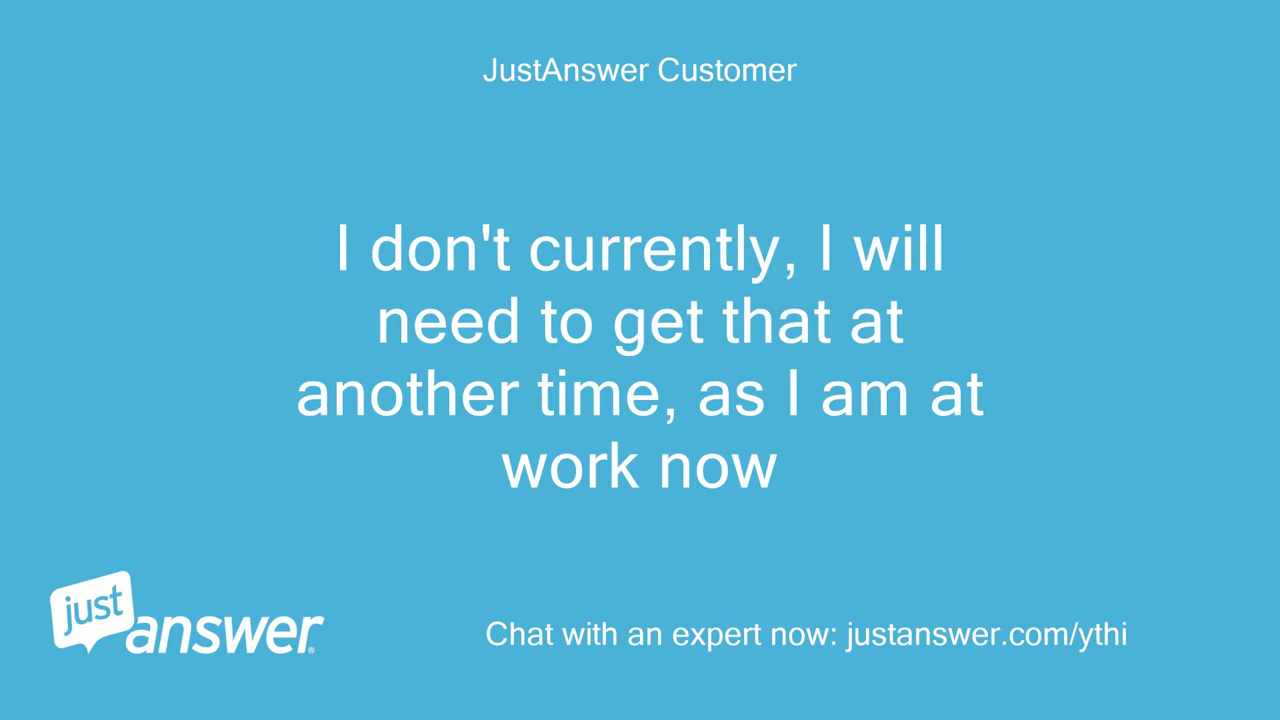 JustAnswer Customer
I don't currently, I will
need to get that at
another time, as I am at
work now
just
answer®
Chat with an expert now: justanswer.com/ythi